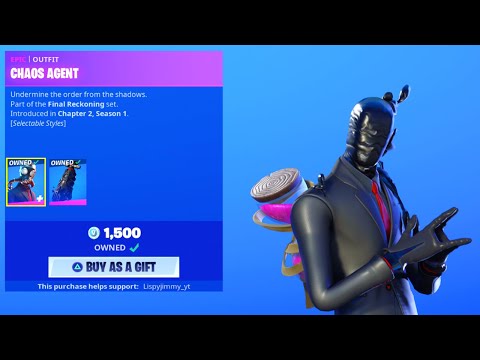 EPIC | OUTFIT
CHAOS AGENT
Undermine the order from the shadows.
Part of the Final Reckoning set.
Introduced in Chapter 2, Season 1.
[Selectable Styles]
OWNED OWNED
1,500
OWNED
BUY AS A GIFT
This purchase helps support: Lispyjimmy_yt